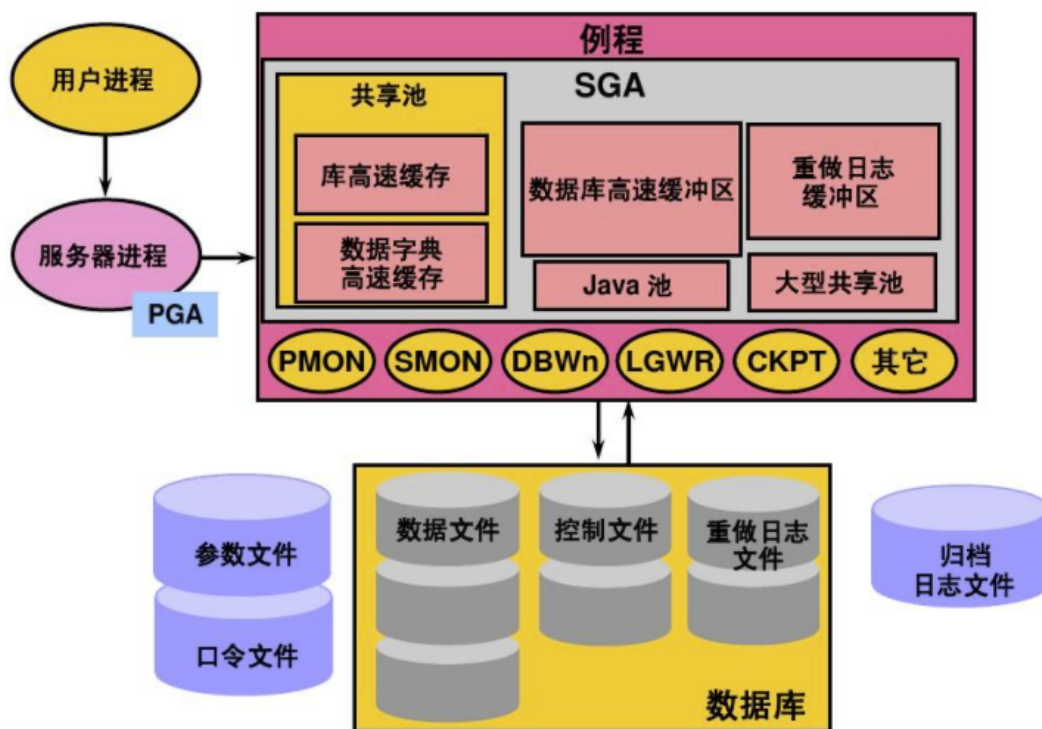 例程
用户进程
SGA
共享池
库高速缓存
数据库高速缓冲区
重做日志
缓冲区
数据字典
高速缓存
服务器进程
Java 池
大型共享池
PGA
PMON
SMON
DBWn
LGWR
CKPT
其它
数据文件
控制文件
重做日志
文件
参数文件
归档
日志文件
口令文件
数据库